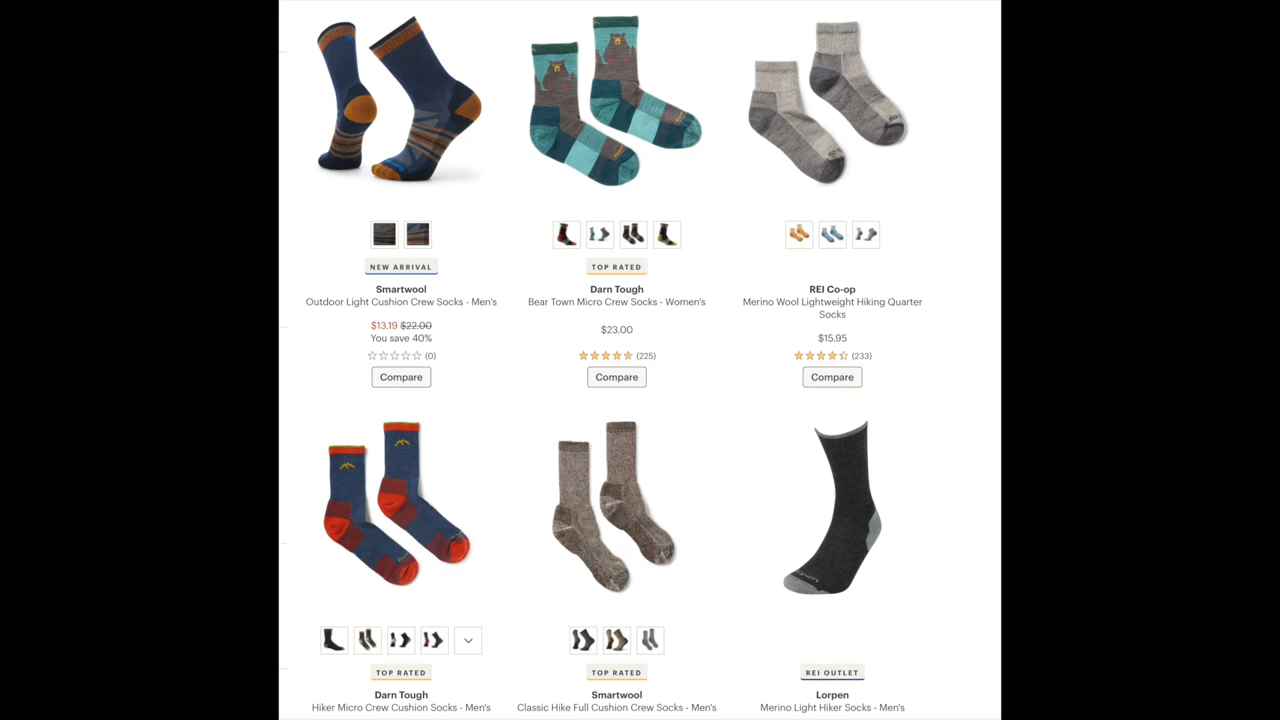 NEW ARRIVAL
Smartwool
Outdoor Light Cushion Crew Socks - Men's
$13.19 $22.00
You save 40%
(0)
Compare
TOP RATED
Darn Tough
Bear Town Micro Crew Socks - Women's
$23.00
(225)
Compare
REI Co-op
Merino Wool Lightweight Hiking Quarter
Socks
$15.95
(233)
Compare
TOP RATED
Darn Tough
Hiker Micro Crew Cushion Socks - Men's
TOP RATED
Smartwool
Classic Hike Full Cushion Crew Socks - Men's
REI OUTLET
Lorpen
Merino Light Hiker Socks - Men's